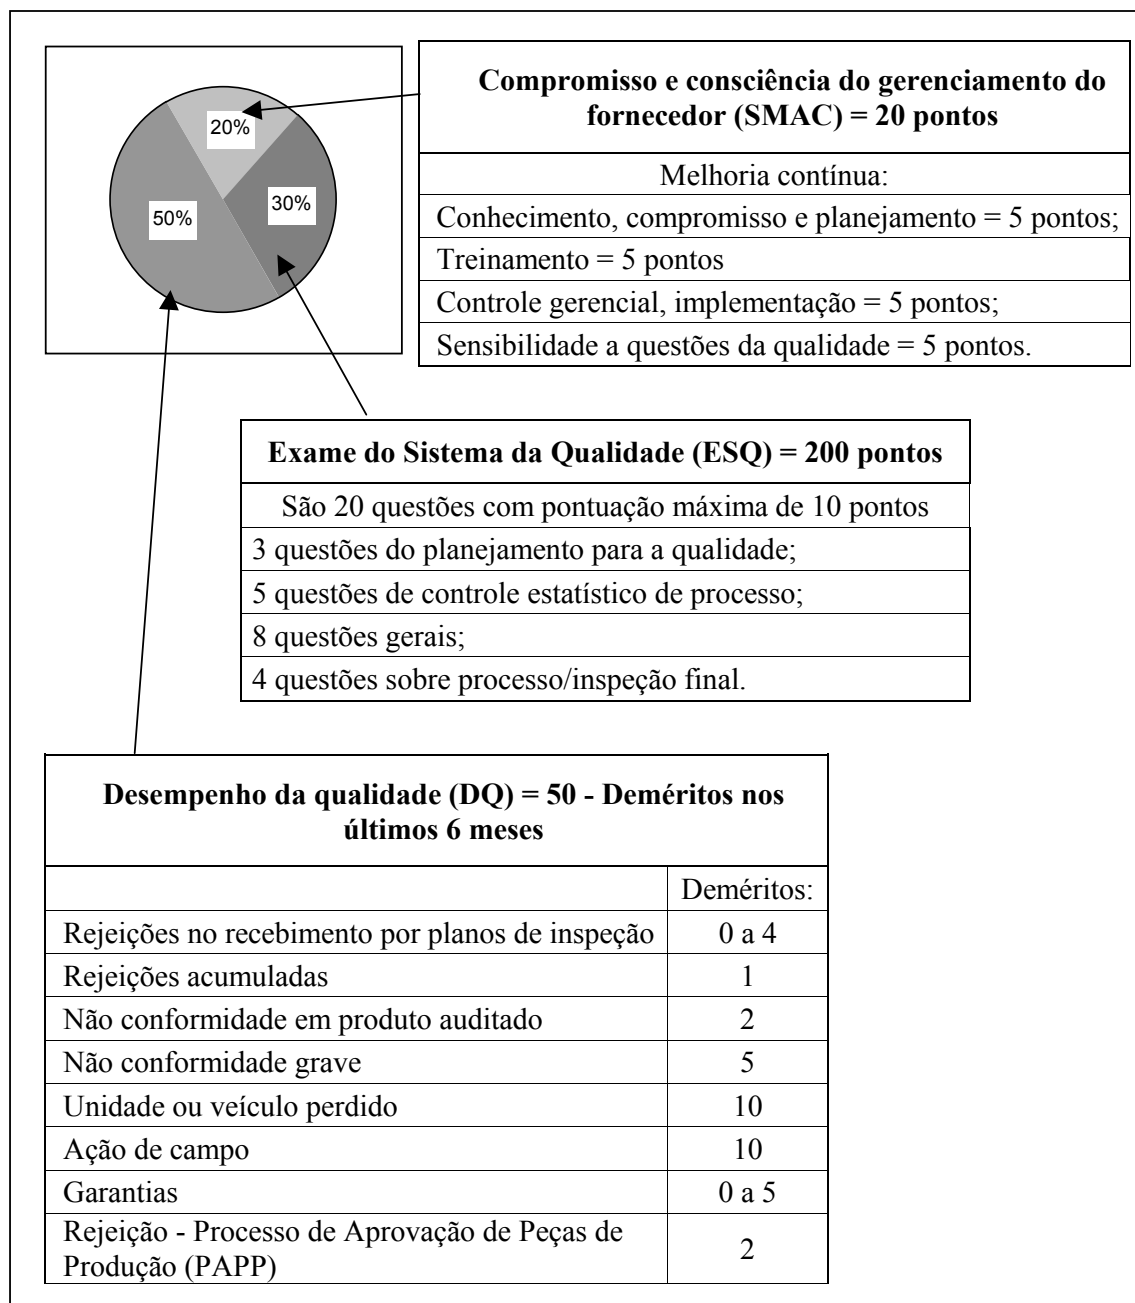 20%
30%
50%
Compromisso e consciência do gerenciamento do
fornecedor (SMAC) = 20 pontos
Melhoria contínua:
Conhecimento, compromisso e planejamento = 5 pontos;
Treinamento = 5 pontos
Controle gerencial, implementação = 5 pontos;
Sensibilidade a questões da qualidade = 5 pontos.
Exame do Sistema da Qualidade (ESQ) = 200 pontos
São 20 questões com pontuação máxima de 10 pontos
3 questões do planejamento para a qualidade;
5 questões de controle estatístico de processo;
8 questões gerais;
4 questões sobre processo/inspeção final.
Desempenho da qualidade (DQ) = 50 - Deméritos nos
últimos 6 meses
Deméritos:
Rejeições no recebimento por planos de inspeção 0 a 4
Rejeições acumuladas 1
Não conformidade em produto auditado 2
Não conformidade grave 5
Unidade ou veículo perdido 10
Ação de campo 10
Garantias 0 a 5
Rejeição - Processo de Aprovação de Peças de
Produção (PAPP) 2